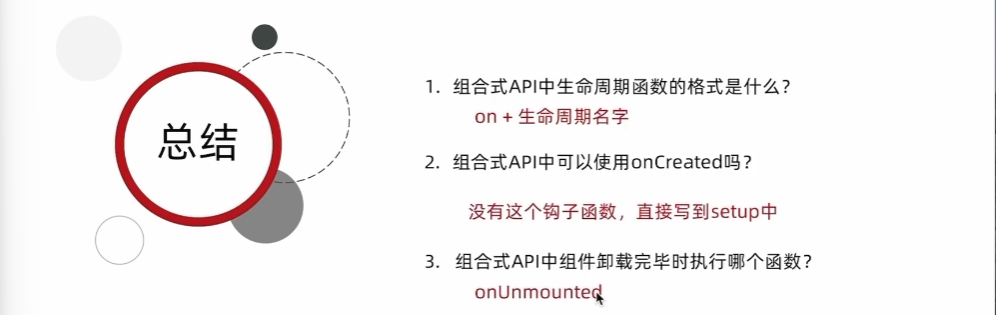 总结
1. 组合式API中生命周期函数的格式是什么？
on + 生命周期名字
2. 组合式API中可以使用onCreated吗？
没有这个钩子函数，直接写到setup中
3. 组合式API中组件卸载完毕时执行哪个函数？
onUnmounted